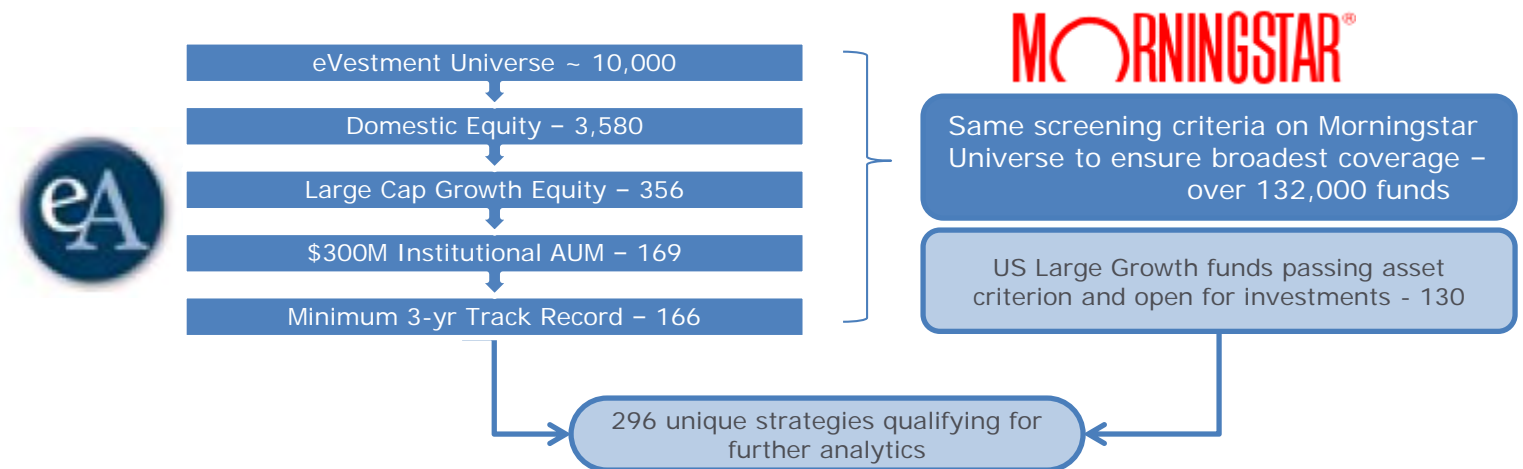 eA
eVestment Universe ~ 10,000
Domestic Equity – 3,580
Large Cap Growth Equity – 356
$300M Institutional AUM – 169
Minimum 3-yr Track Record – 166
MORNINGSTAR®
Same screening criteria on Morningstar
Universe to ensure broadest coverage –
over 132,000 funds
US Large Growth funds passing asset
criterion and open for investments - 130
296 unique strategies qualifying for
further analytics